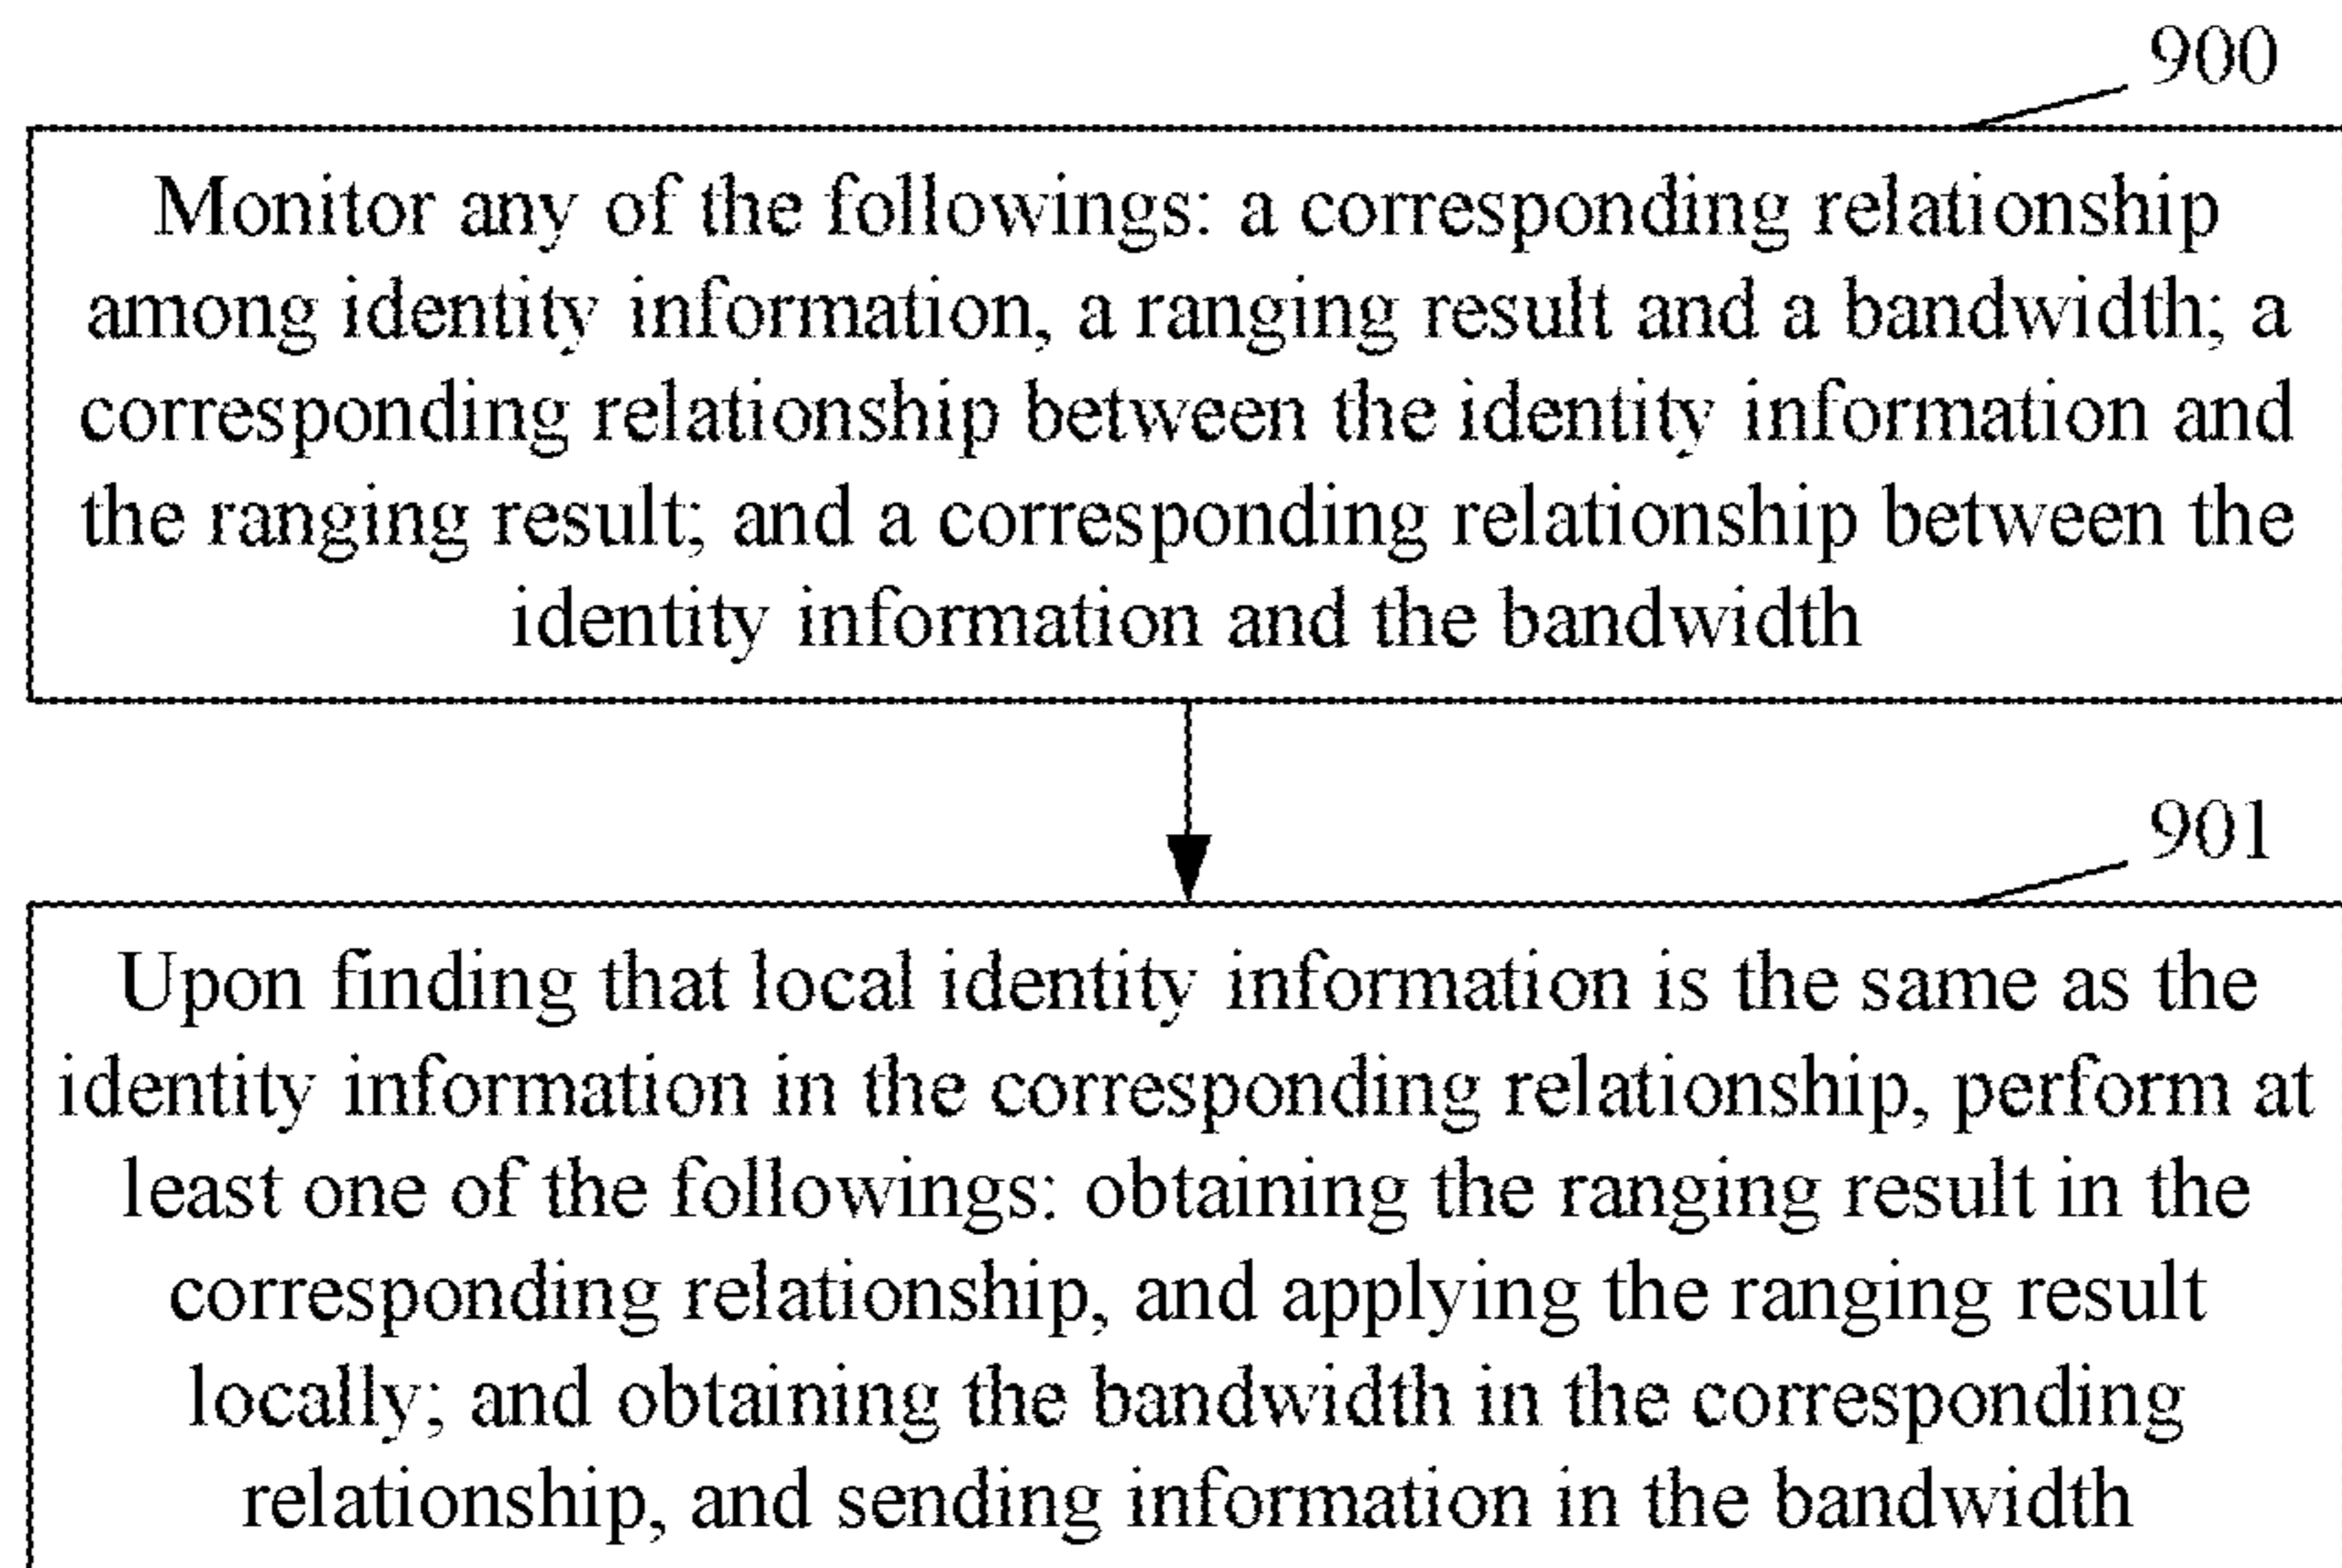 900
Monitor any of the followings: a corresponding relationship
among identity information, a ranging result and a bandwidth; a
corresponding relationship between the identity information and
the ranging result; and a corresponding relationship between the
identity information and the bandwidth
901
Upon finding that local identity information is the same as the
identity information in the corresponding relationship, perform at
least one of the followings: obtaining the ranging result in the
corresponding relationship, and applying the ranging result
locally; and obtaining the bandwidth in the corresponding
relationship, and sending information in the bandwidth